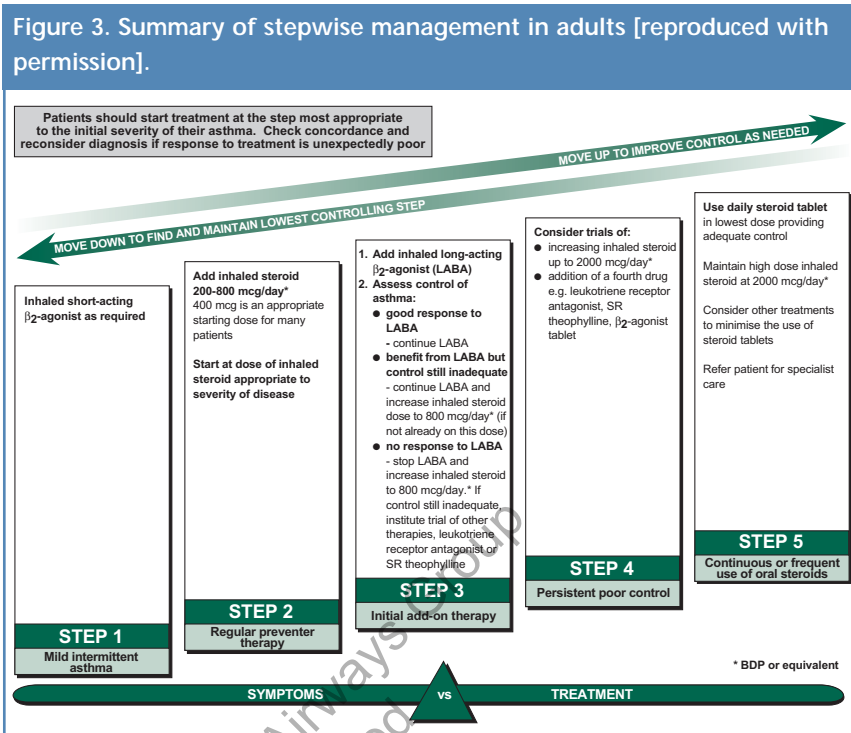 Figure 3. Summary of stepwise management in adults [reproduced with
permission].
Patients should start treatment at the step most appropriate
to the initial severity of their asthma. Check concordance and
reconsider diagnosis if response to treatment is unexpectedly poor
MOVE UP TO IMPROVE CONTROL AS NEEDED
MOVE DOWN TO FIND AND MAINTAIN LOWEST CONTROLLING STEP
Inhaled short-acting
β2-agonist as required
STEP 1
Mild intermittent
asthma
Add inhaled steroid
200-800 mcg/day*
400 mcg is an appropriate
starting dose for many
patients
Start at dose of inhaled
steroid appropriate to
severity of disease
STEP 2
Regular preventer
therapy
1. Add inhaled long-acting
β2-agonist (LABA)
2. Assess control of
asthma:
● good response to
LABA
- continue LABA
● benefit from LABA but
control still inadequate
- continue LABA and
increase inhaled steroid
dose to 800 mcg/day* (if
not already on this dose)
● no response to LABA
- stop LABA and
increase inhaled steroid
to 800 mcg/day.* If
control still inadequate,
institute trial of other
therapies, leukotriene
receptor antagonist or
SR theophylline
STEP 3
Initial add-on therapy
Consider trials of:
● increasing inhaled steroid
up to 2000 mcg/day*
● addition of a fourth drug
e.g. leukotriene receptor
antagonist, SR
theophylline, β2-agonist
tablet
STEP 4
Persistent poor control
Use daily steroid tablet
in lowest dose providing
adequate control
Maintain high dose inhaled
steroid at 2000 mcg/day*
Consider other treatments
to minimise the use of
steroid tablets
Refer patient for specialist
care
STEP 5
Continuous or frequent
use of oral steroids
* BDP or equivalent
SYMPTOMS vs TREATMENT
Airways Group